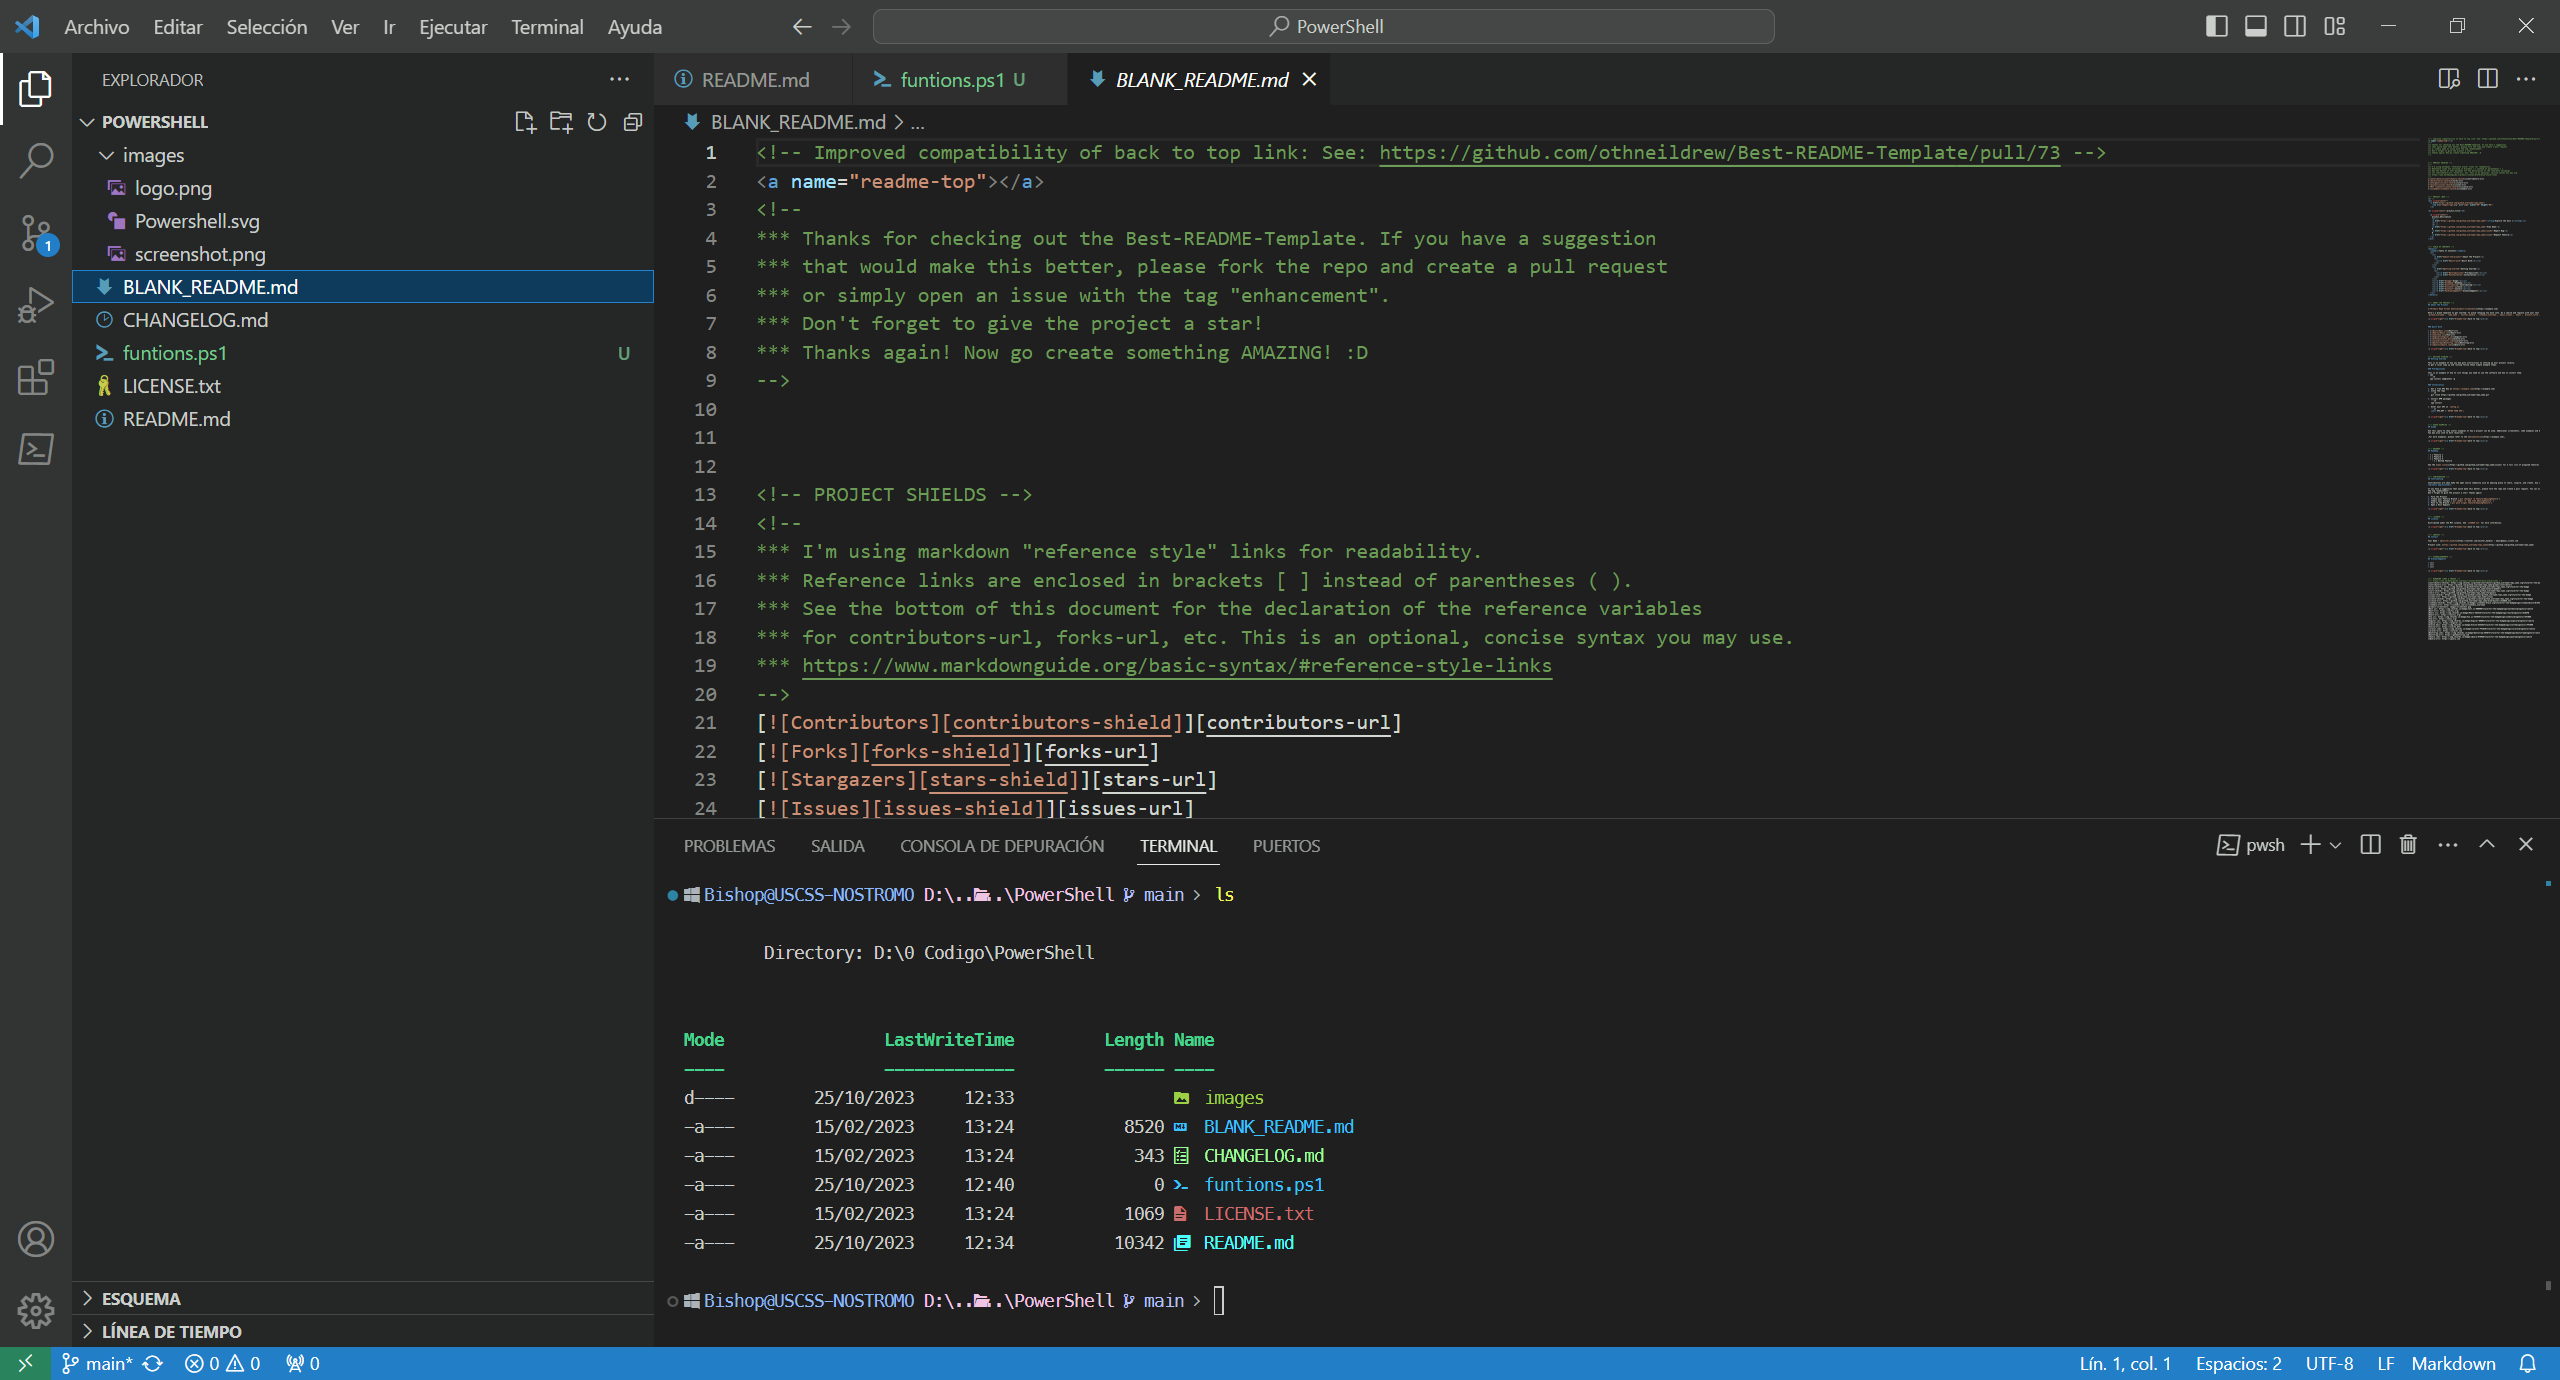 Archivo Editar Selección Ver Ir Ejecutar Terminal Ayuda
PowerShell
EXPLORADOR
POWERSHELL
images
logo.png
Powershell.svg
screenshot.png
BLANK_README.md
CHANGELOG.md
funtions.ps1 U
LICENSE.txt
README.md
1
ESQUEMA
LÍNEA DE TIEMPO
README.md funtions.ps1 U BLANK_README.md
BLANK_README.md > ...
1 <!-- Improved compatibility of back to top link: See: https://github.com/othneildrew/Best-README-Template/pull/73 -->
2 <a name="readme-top"></a>
3 <!--
4 *** Thanks for checking out the Best-README-Template. If you have a suggestion
5 *** that would make this better, please fork the repo and create a pull request
6 *** or simply open an issue with the tag "enhancement".
7 *** Don't forget to give the project a star!
8 *** Thanks again! Now go create something AMAZING! :D
9 -->
10
11
12
13 <!-- PROJECT SHIELDS -->
14 <!--
15 *** I'm using markdown "reference style" links for readability.
16 *** Reference links are enclosed in brackets [ ] instead of parentheses ( ).
17 *** See the bottom of this document for the declaration of the reference variables
18 *** for contributors-url, forks-url, etc. This is an optional, concise syntax you may use.
19 *** https://www.markdownguide.org/basic-syntax/#reference-style-links
20 -->
21 [![Contributors][contributors-shield]][contributors-url]
22 [![Forks][forks-shield]][forks-url]
23 [![Stargazers][stars-shield]][stars-url]
24 [![Issues][issues-shield]][issues-url]
PROBLEMAS SALIDA CONSOLA DE DEPURACIÓN TERMINAL PUERTOS
pwsh
Bishop@USCSS-NOSTROMO D:\..\PowerShell main > ls
Directory: D:\0 Codigo\PowerShell
Mode LastWriteTime Length Name
---- ------------- ------ ----
d---- 25/10/2023 12:33 images
-a--- 15/02/2023 13:24 8520 BLANK_README.md
-a--- 15/02/2023 13:24 343 CHANGELOG.md
-a--- 25/10/2023 12:40 0 funtions.ps1
-a--- 15/02/2023 13:24 1069 LICENSE.txt
-a--- 25/10/2023 12:34 10342 README.md
Bishop@USCSS-NOSTROMO D:\..\PowerShell main >
main* 0 0 0
Lín. 1, col. 1 Espacios: 2 UTF-8 LF Markdown